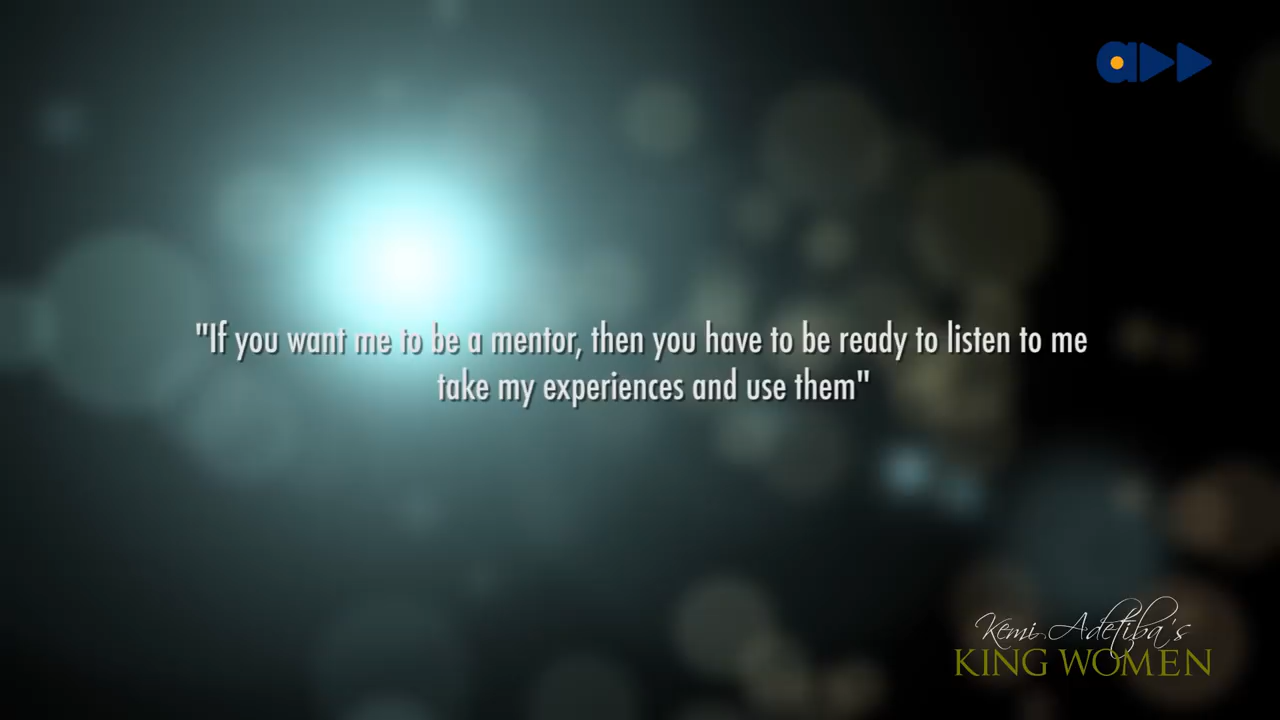 "If you want me to be a mentor, then you have to be ready to listen to me
take my experiences and use them"
Kemi Adetiba's
KING WOMEN